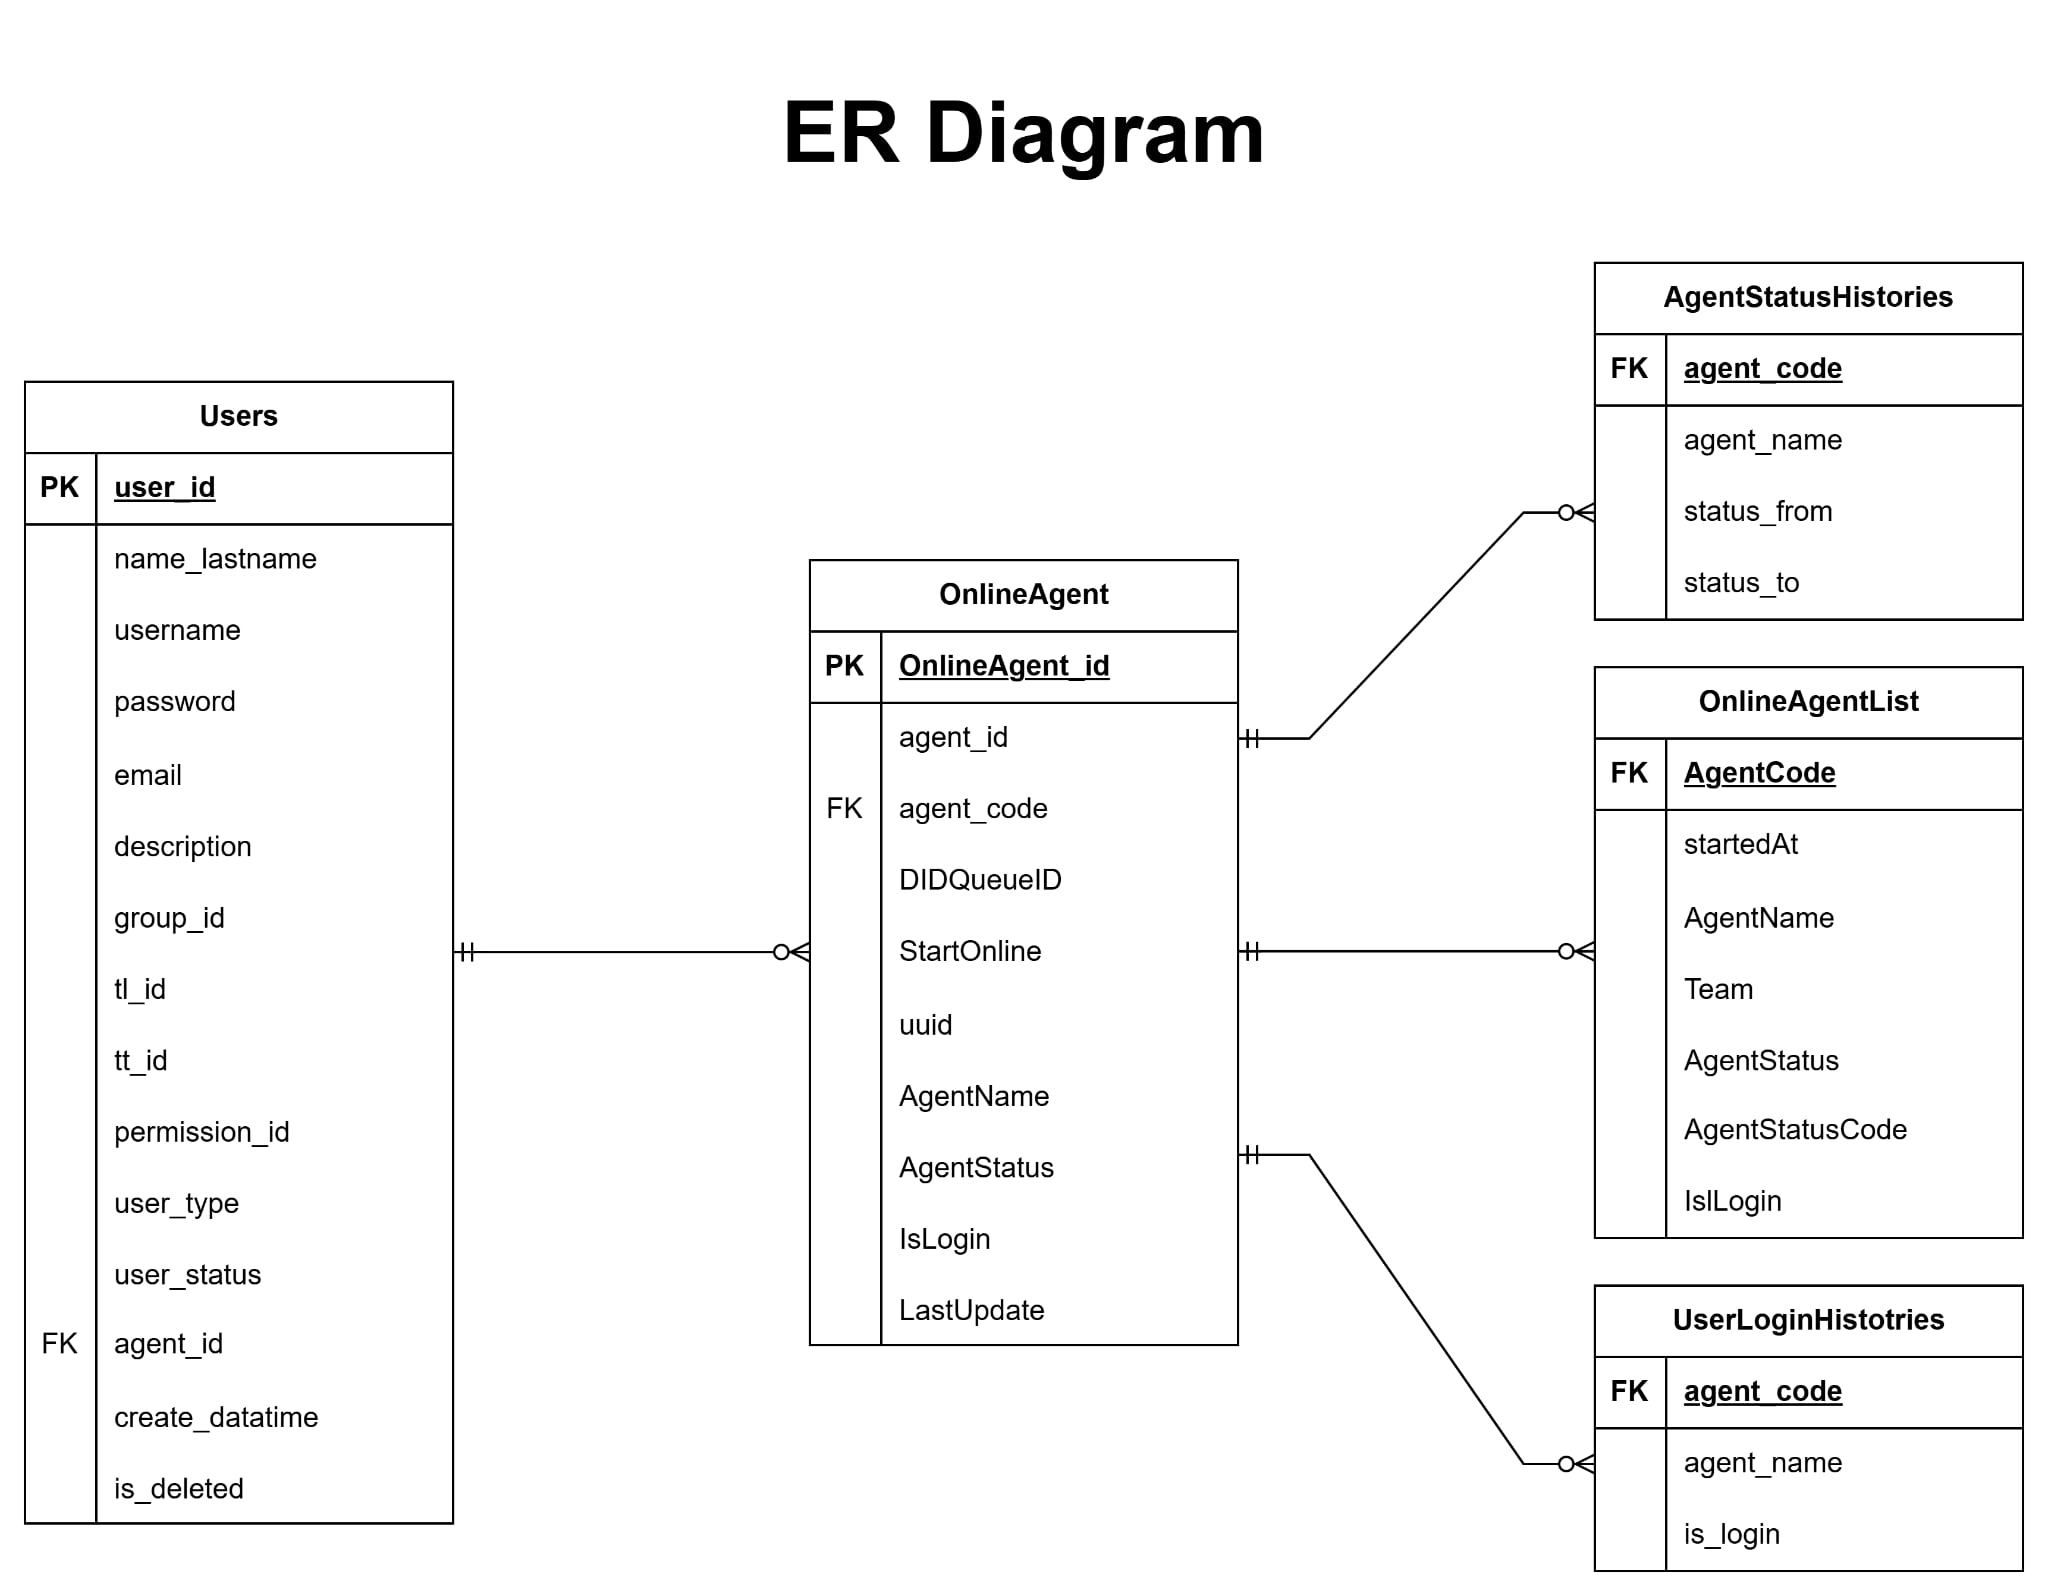 ER Diagram
Users
PK user_id
name_lastname
username
password
email
description
group_id
tl_id
tt_id
permission_id
user_type
user_status
FK agent_id
create_datatime
is_deleted
OnlineAgent
PK OnlineAgent_id
agent_id
FK agent_code
DIDQueueID
StartOnline
uuid
AgentName
AgentStatus
IsLogin
LastUpdate
AgentStatusHistories
FK agent_code
agent_name
status_from
status_to
OnlineAgentList
FK AgentCode
startedAt
AgentName
Team
AgentStatus
AgentStatusCode
IslLogin
UserLoginHistotries
FK agent_code
agent_name
is_login